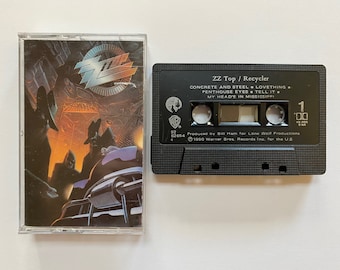 ZZ Top / Recycler
CONCRETE AND STEEL • LOVETHING •
PENTHOUSE EYES • TELL IT •
MY HEAD'S IN MISSISSIPPI
1
Produced by Bill Ham for Lone Wolf Productions
©1990 Warner Bros. Records Inc. for the U.S.